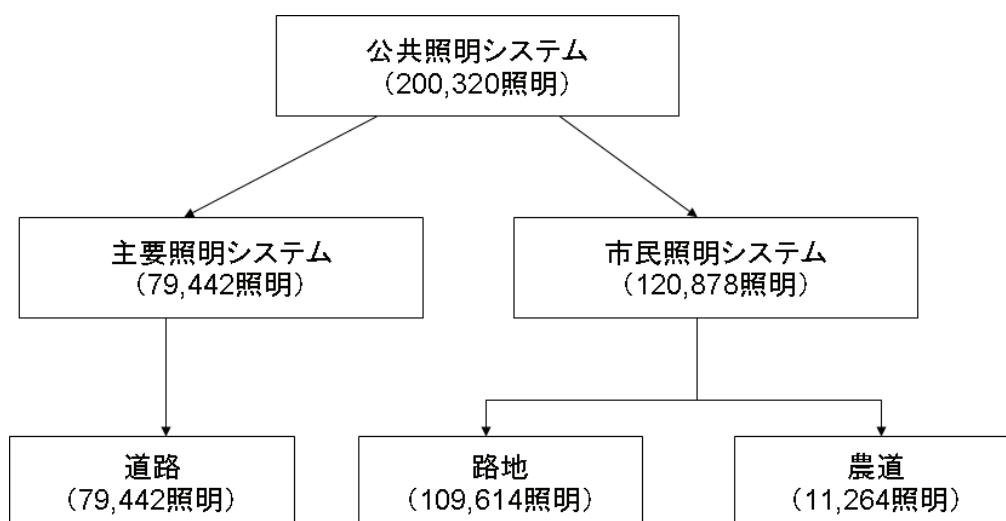 公共照明システム
（200,320照明）
主要照明システム
（79,442照明）
市民照明システム
（120,878照明）
道路
（79,442照明）
路地
（109,614照明）
農道
（11,264照明）